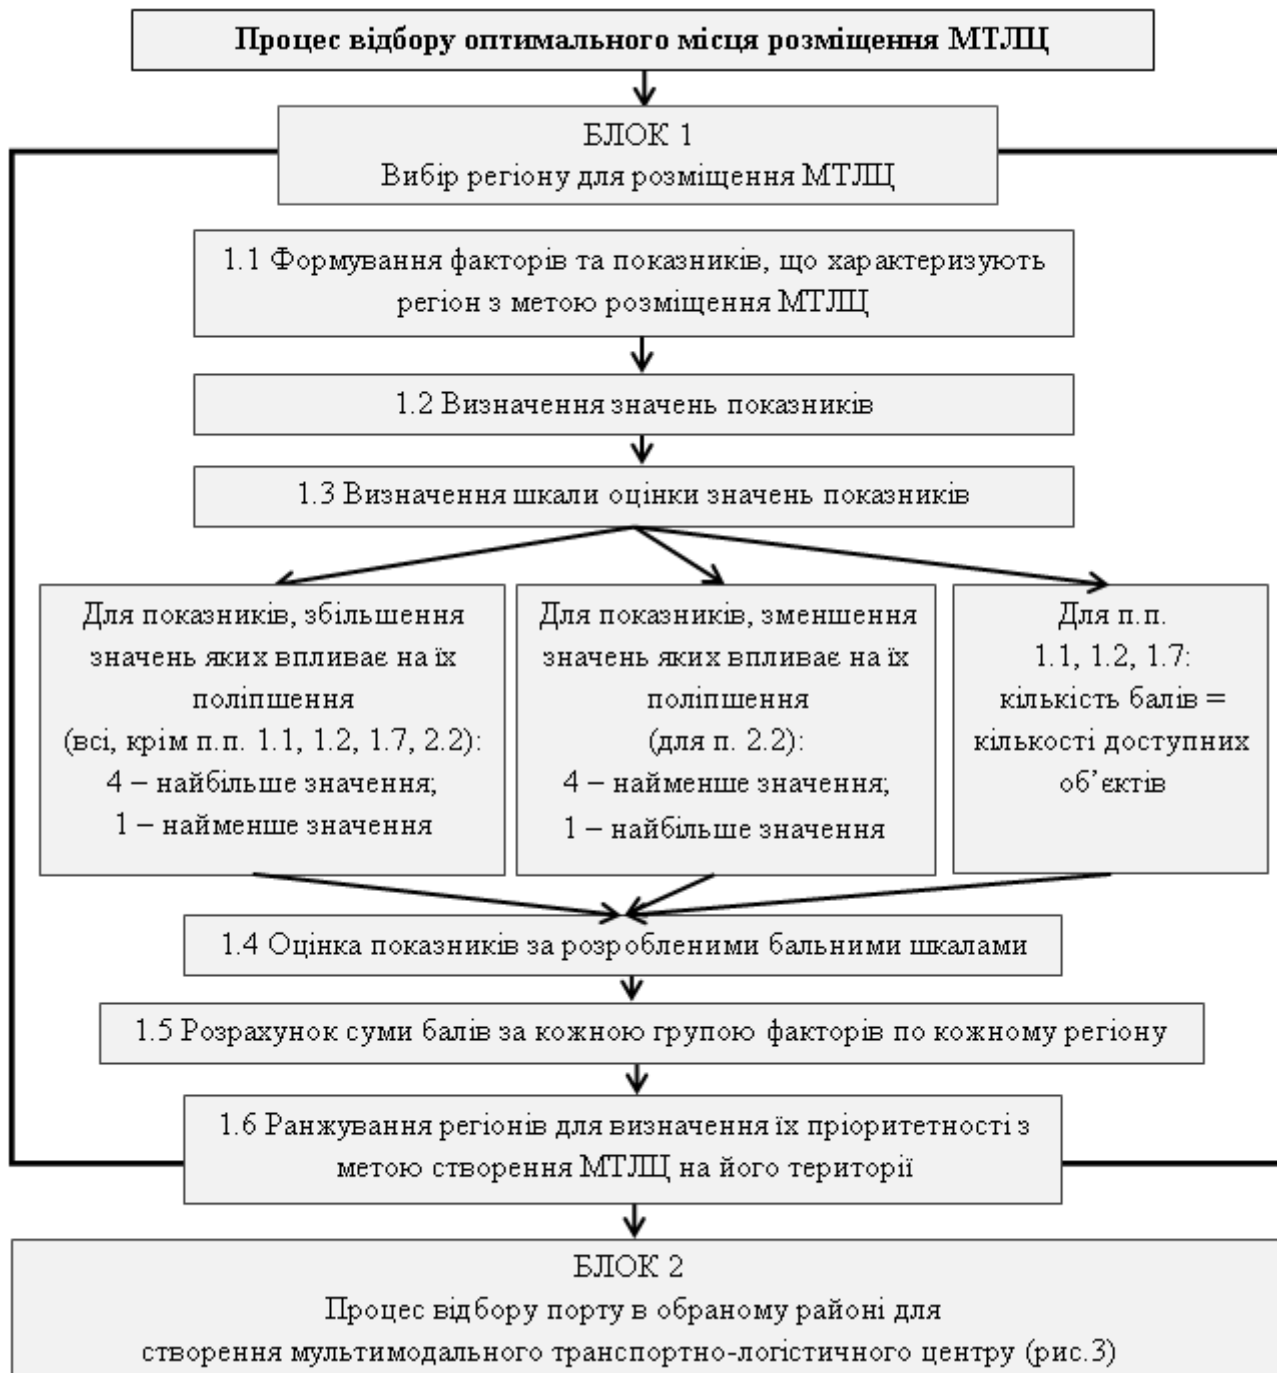 Процес відбору оптимального місця розміщення МТЛЦ
БЛОК 1
Вибір регіону для розміщення МТЛЦ
1.1 Формування факторів та показників, що характеризують
регіон з метою розміщення МТЛЦ
1.2 Визначення значень показників
1.3 Визначення шкали оцінки значень показників
Для показників, збільшення
значень яких впливає на їх
поліпшення
(всі, крім п.п. 1.1, 1.2, 1.7, 2.2):
4 – найбільше значення;
1 – найменше значення
Для показників, зменшення
значень яких впливає на їх
поліпшення
(для п. 2.2):
4 – найменше значення;
1 – найбільше значення
Для п.п.
1.1, 1.2, 1.7:
кількість балів =
кількості доступних
об’єктів
1.4 Оцінка показників за розробленими бальними шкалами
1.5 Розрахунок суми балів за кожною групою факторів по кожному регіону
1.6 Ранжування регіонів для визначення їх пріоритетності з
метою створення МТЛЦ на його території
БЛОК 2
Процес відбору порту в обраному районі для
створення мультимодального транспортно-логістичного центру (рис.3)